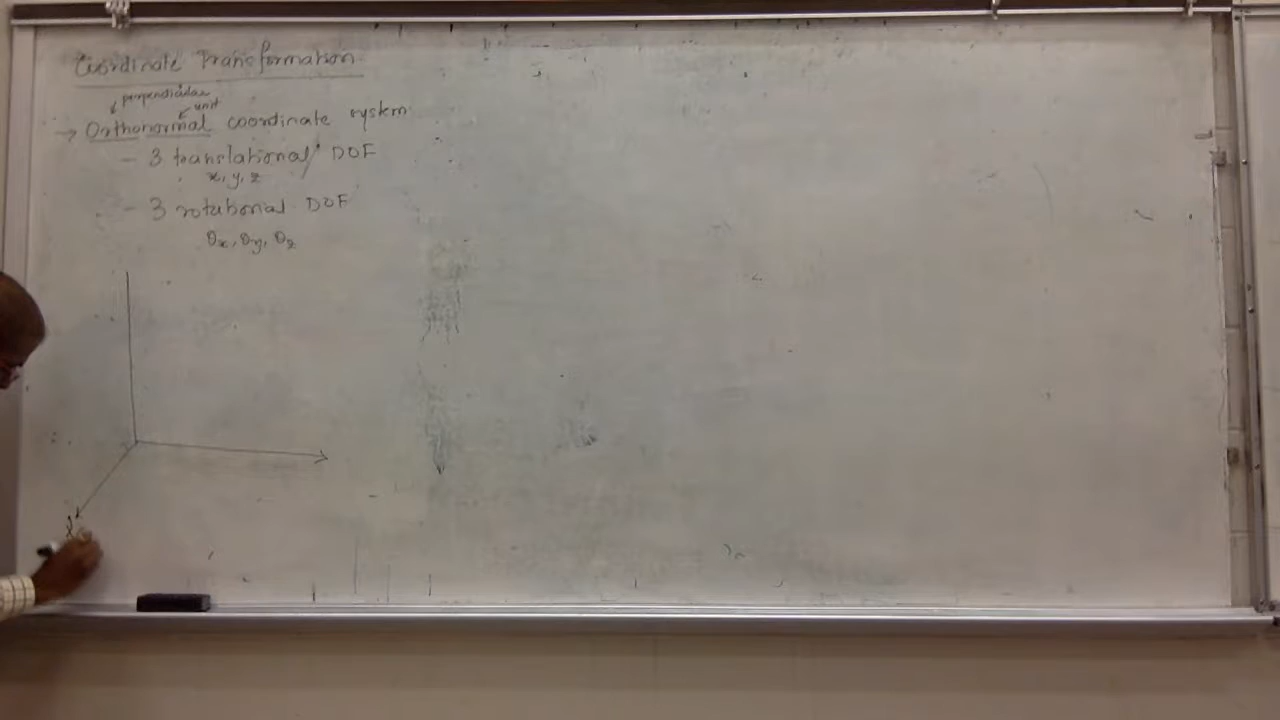 Coordinate Transformation
perpendicular
unit
→ Orthonormal coordinate system
- 3 translational DOF
x, y, z
- 3 rotational DOF
θx, θy, θz